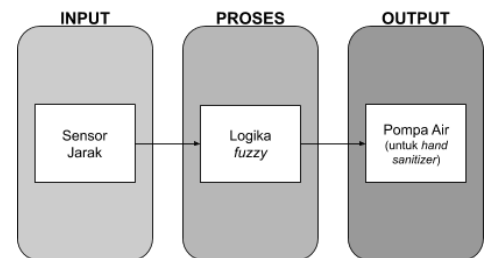 INPUT
PROSES
OUTPUT
Sensor
Jarak
Logika
fuzzy
Pompa Air
(untuk hand
sanitizer)